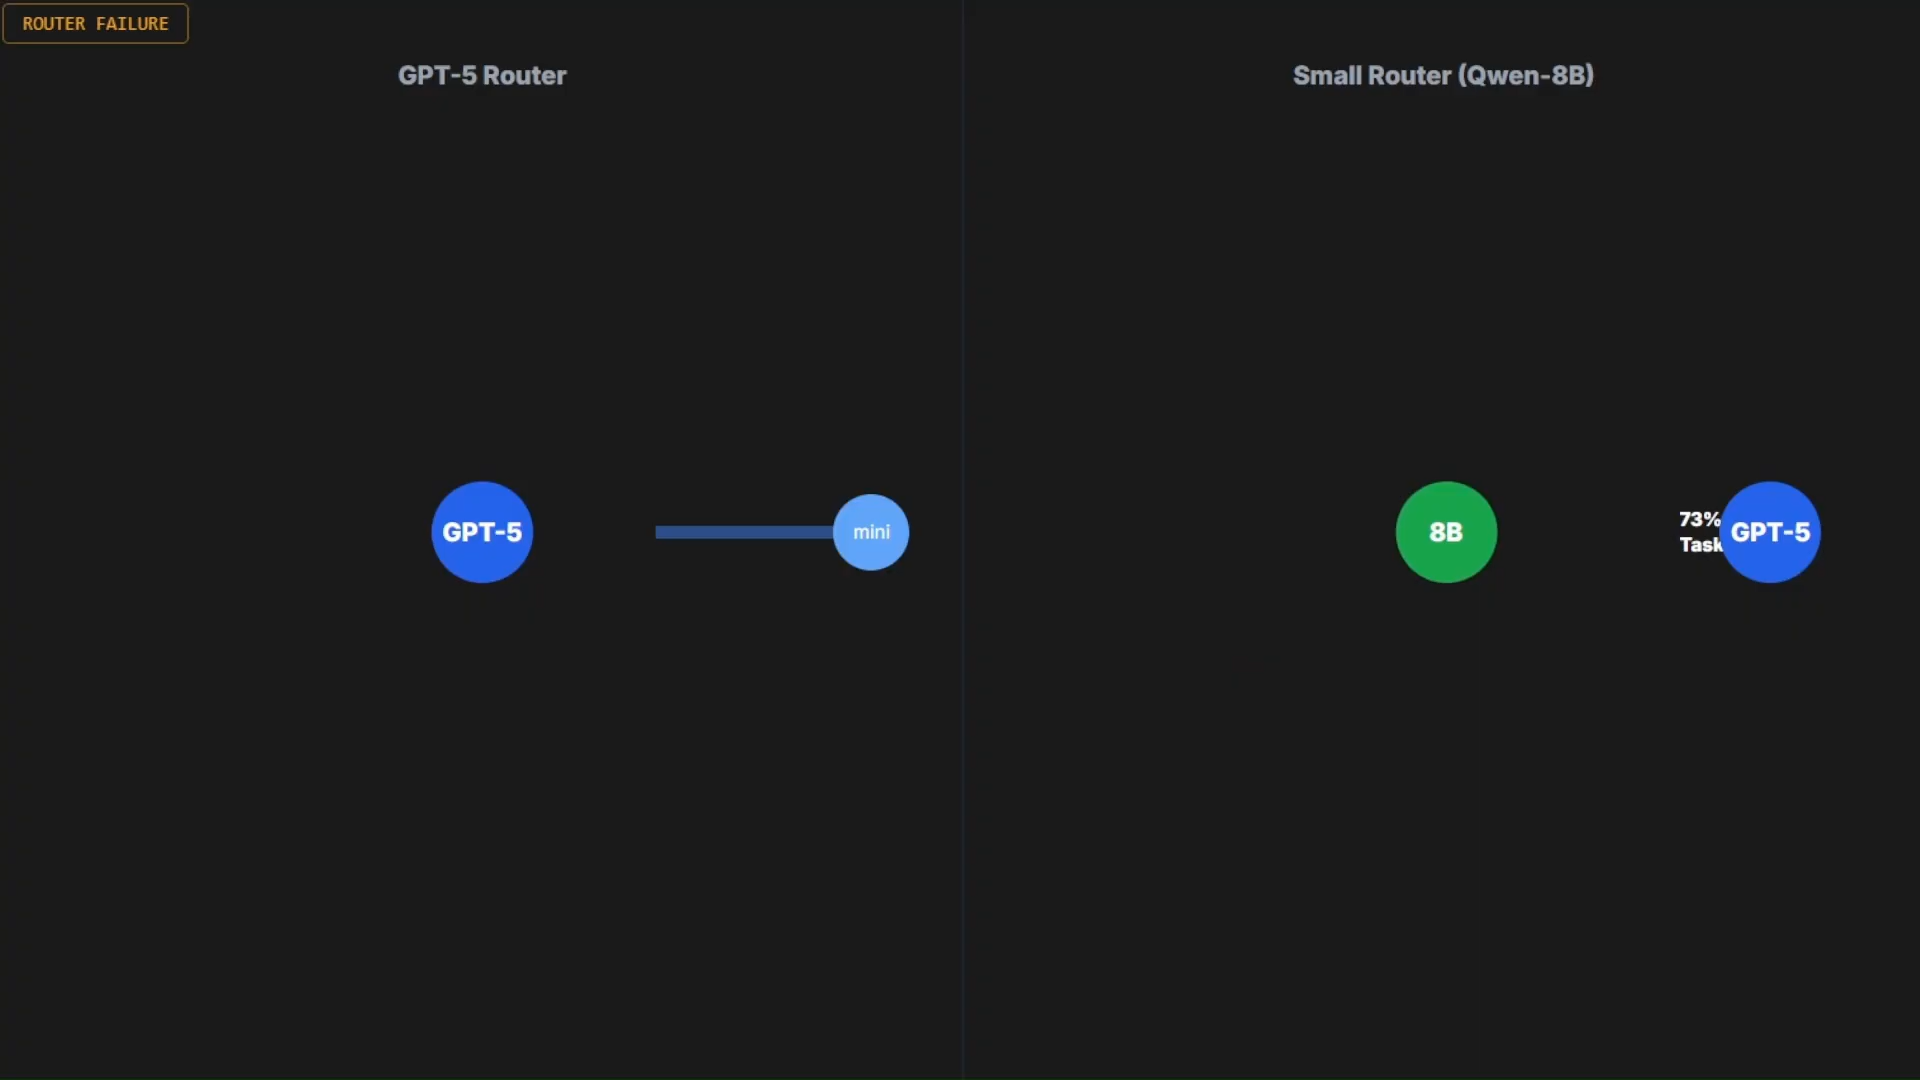 ROUTER FAILURE
GPT-5 Router
GPT-5
mini
Small Router (Qwen-8B)
8B
73%
Task
GPT-5